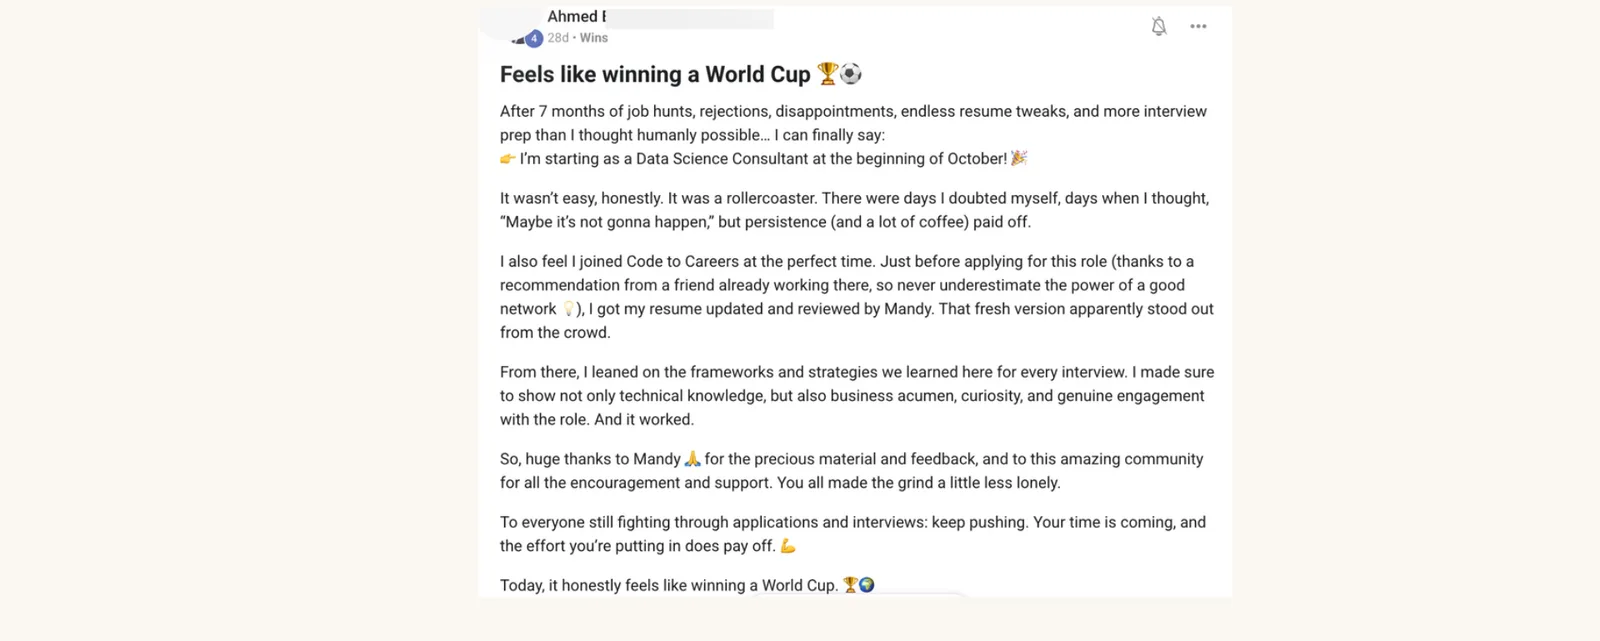 Ahmed
4 28d • Wins
Feels like winning a World Cup 🏆⚽
After 7 months of job hunts, rejections, disappointments, endless resume tweaks, and more interview
prep than I thought humanly possible... I can finally say:
👉 I'm starting as a Data Science Consultant at the beginning of October! 🎉
It wasn't easy, honestly. It was a rollercoaster. There were days I doubted myself, days when I thought,
“Maybe it's not gonna happen,” but persistence (and a lot of coffee) paid off.
I also feel I joined Code to Careers at the perfect time. Just before applying for this role (thanks to a
recommendation from a friend already working there, so never underestimate the power of a good
network 💡), I got my resume updated and reviewed by Mandy. That fresh version apparently stood out
from the crowd.
From there, I leaned on the frameworks and strategies we learned here for every interview. I made sure
to show not only technical knowledge, but also business acumen, curiosity, and genuine engagement
with the role. And it worked.
So, huge thanks to Mandy 🙏 for the precious material and feedback, and to this amazing community
for all the encouragement and support. You all made the grind a little less lonely.
To everyone still fighting through applications and interviews: keep pushing. Your time is coming, and
the effort you're putting in does pay off. 💪
Today, it honestly feels like winning a World Cup. 🏆🌍